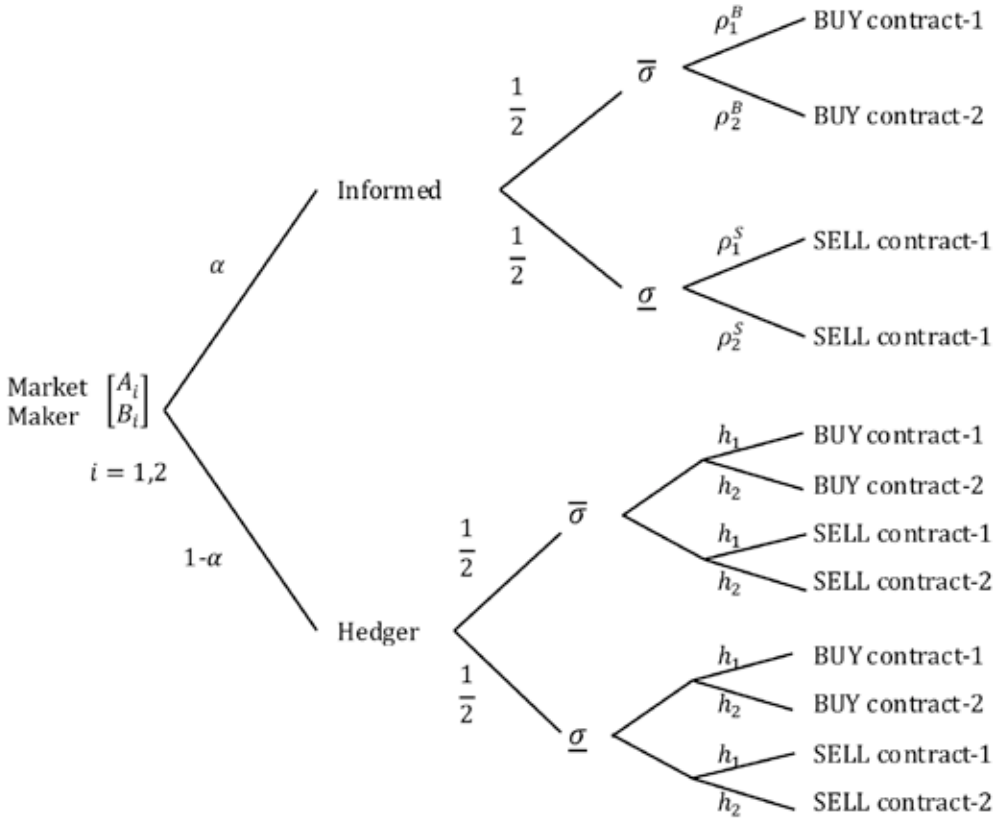 ρ₁ᴮ BUY contract-1
σ̅
1/2
ρ₂ᴮ BUY contract-2
Informed
1/2
ρ₁ˢ SELL contract-1
α
σ̲
ρ₂ˢ SELL contract-1
Market [Aᵢ
Maker Bᵢ]
i = 1,2
h₁ BUY contract-1
h₂ BUY contract-2
σ̅
1/2
h₁ SELL contract-1
1-α
h₂ SELL contract-2
Hedger
h₁ BUY contract-1
1/2
h₂ BUY contract-2
σ̲
h₁ SELL contract-1
h₂ SELL contract-2